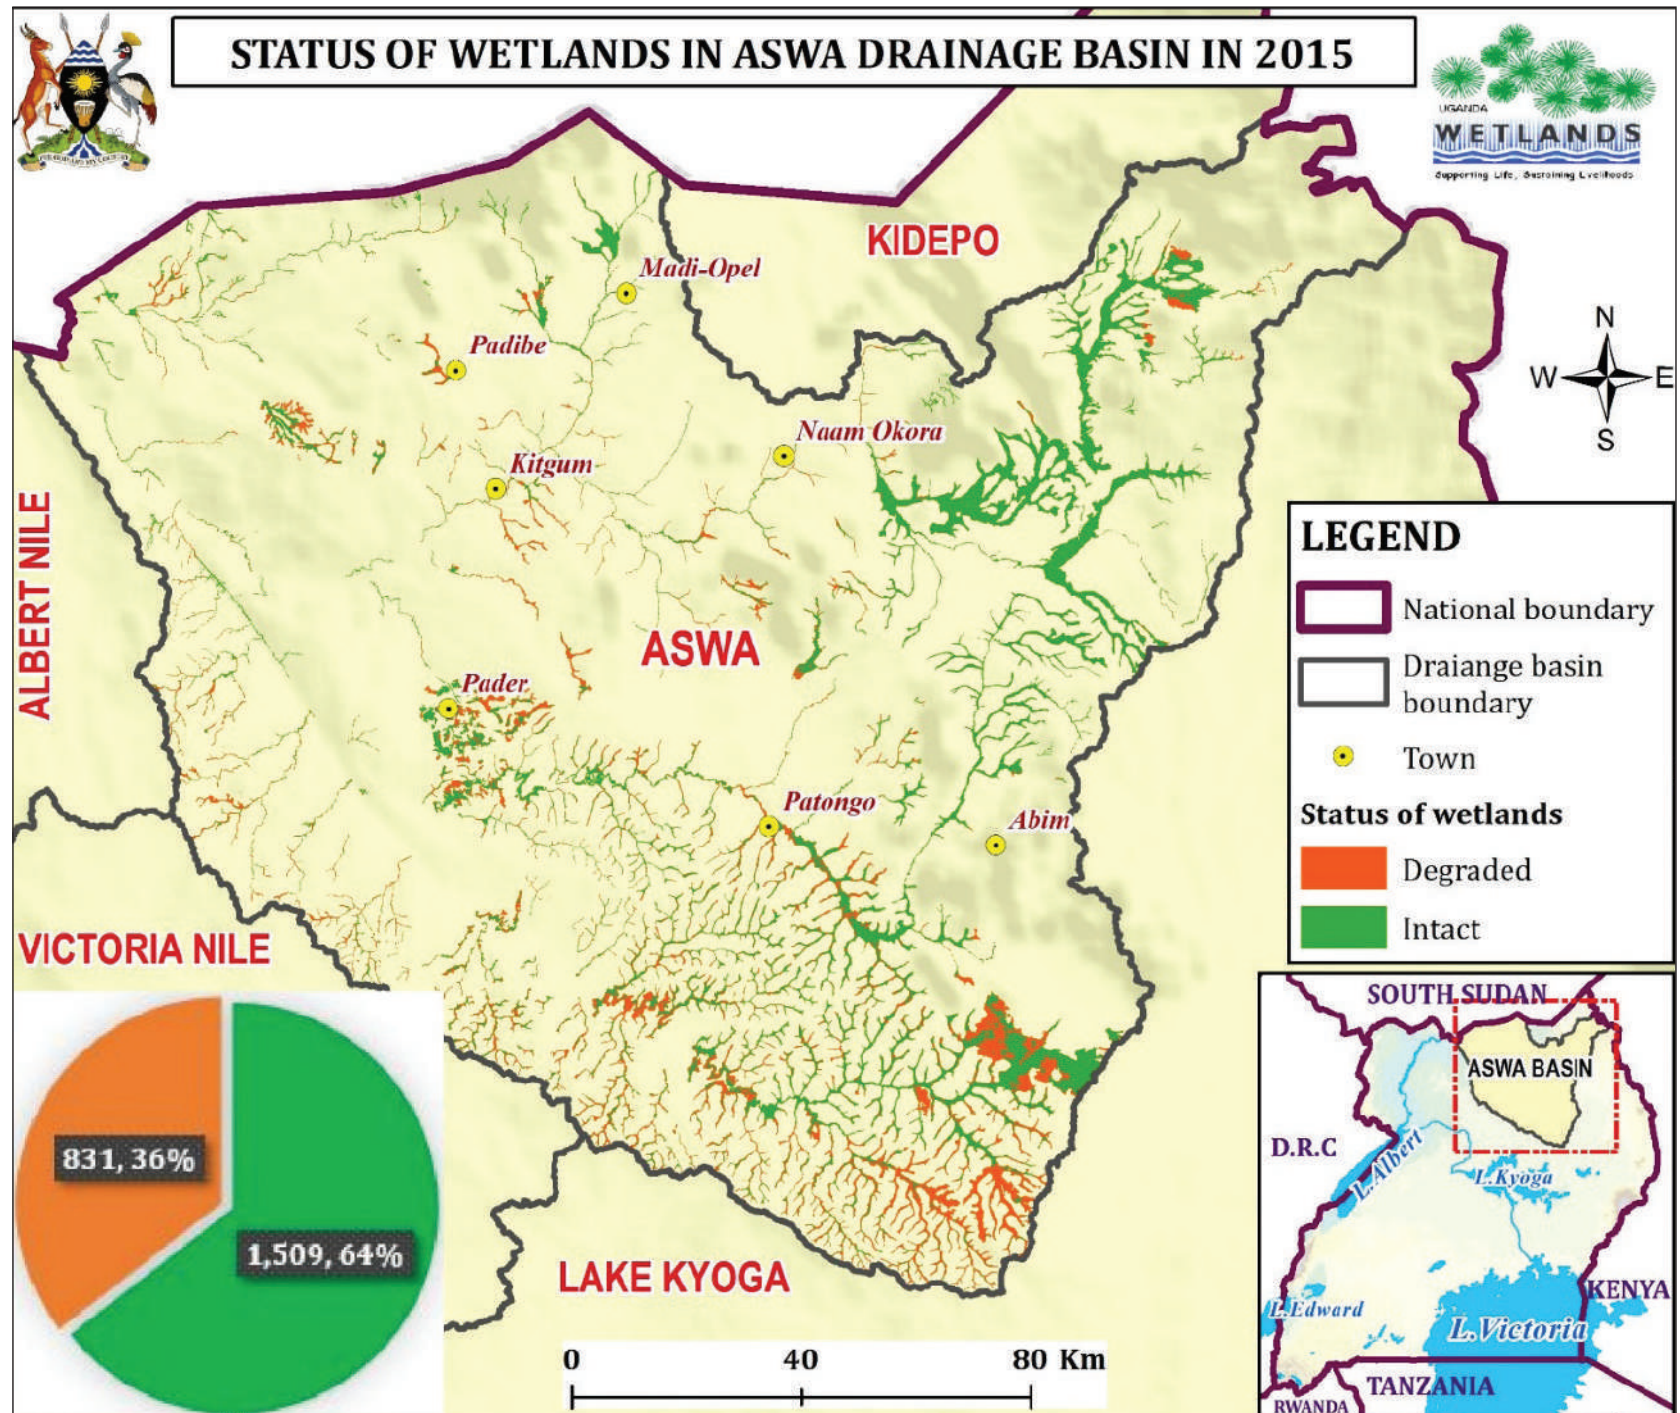 STATUS OF WETLANDS IN ASWA DRAINAGE BASIN IN 2015
UGANDA
WETLANDS
Supporting Life, Sustaining Livelihoods
KIDEPO
Madi-Opel
Padibe
Naam Okora
Kitgum
ALBERT NILE
ASWA
Pader
Patongo
Abim
VICTORIA NILE
LAKE KYOGA
N
W
E
S
LEGEND
National boundary
Draiange basin
boundary
Town
Status of wetlands
Degraded
Intact
831, 36%
1,509, 64%
0 40 80 Km
SOUTH SUDAN
ASWA BASIN
D.R.C
L.Albert
L.Kyoga
KENYA
L.Edward
L.Victoria
TANZANIA
RWANDA